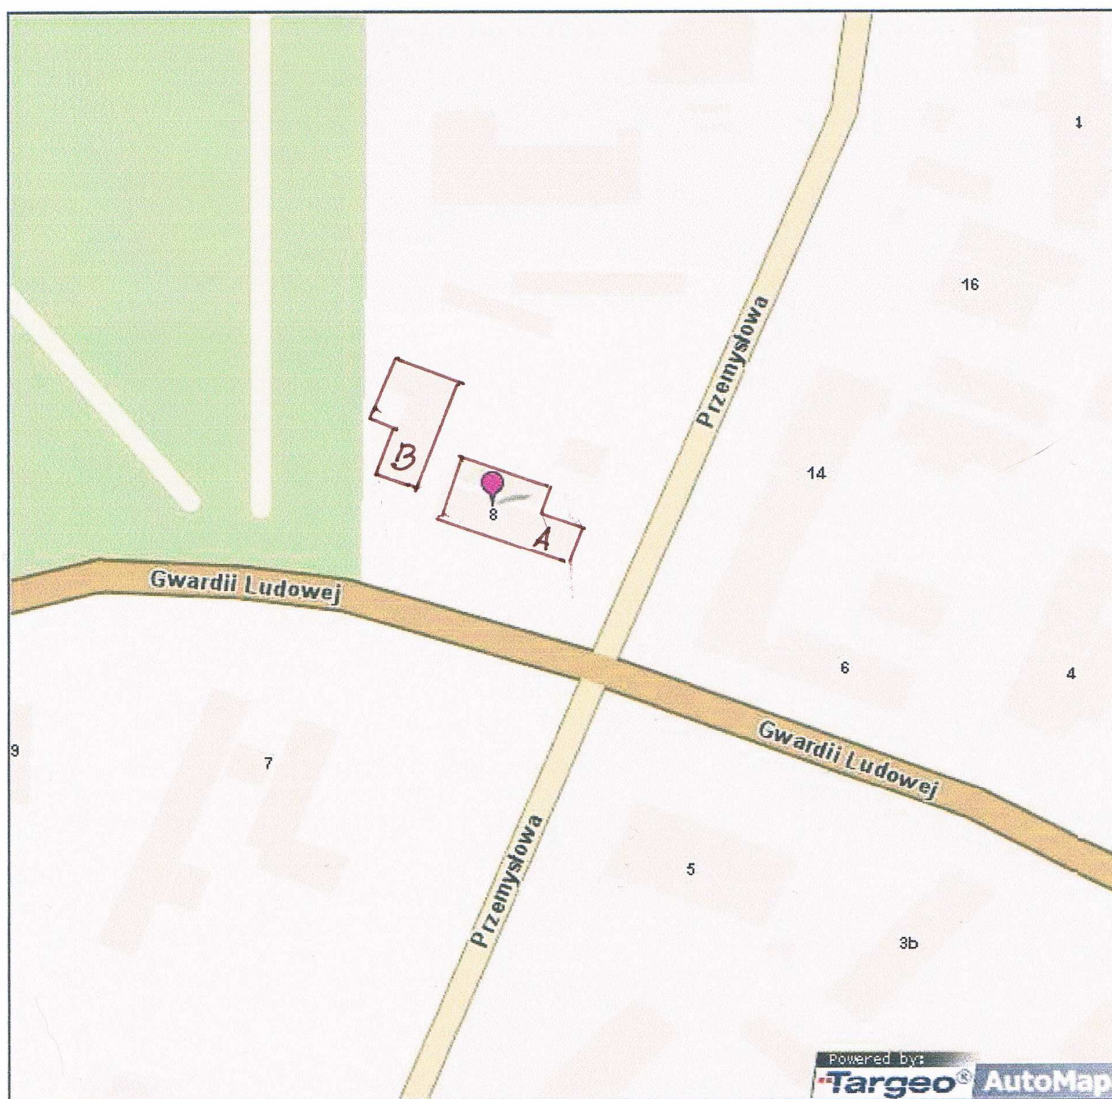 1
16
Przemysłowa
B
14
8
A
Gwardii Ludowej
6
4
9
7
Gwardii Ludowej
5
Przemysłowa
3b
Powered by:
Targeo® AutoMap